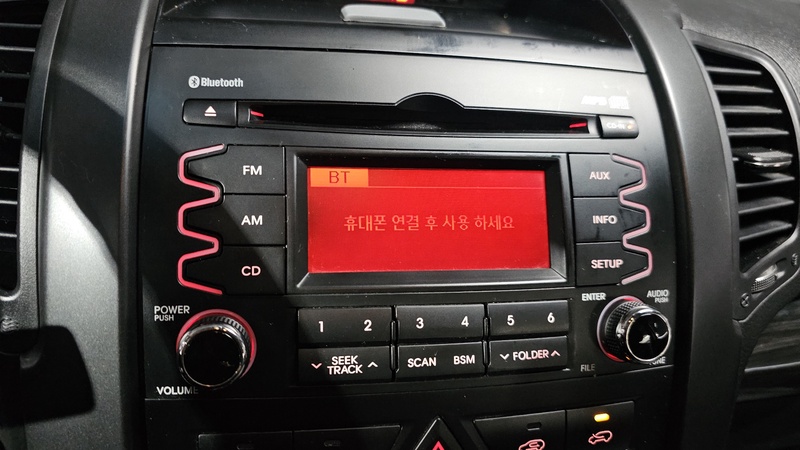 Bluetooth
FM
AM
CD
BT
휴대폰 연결 후 사용 하세요
AUX
INFO
SETUP
POWER
PUSH
VOLUME
1 2 3 4 5 6
SEEK
TRACK
SCAN BSM
FOLDER
ENTER
AUDIO
PUSH
FILE